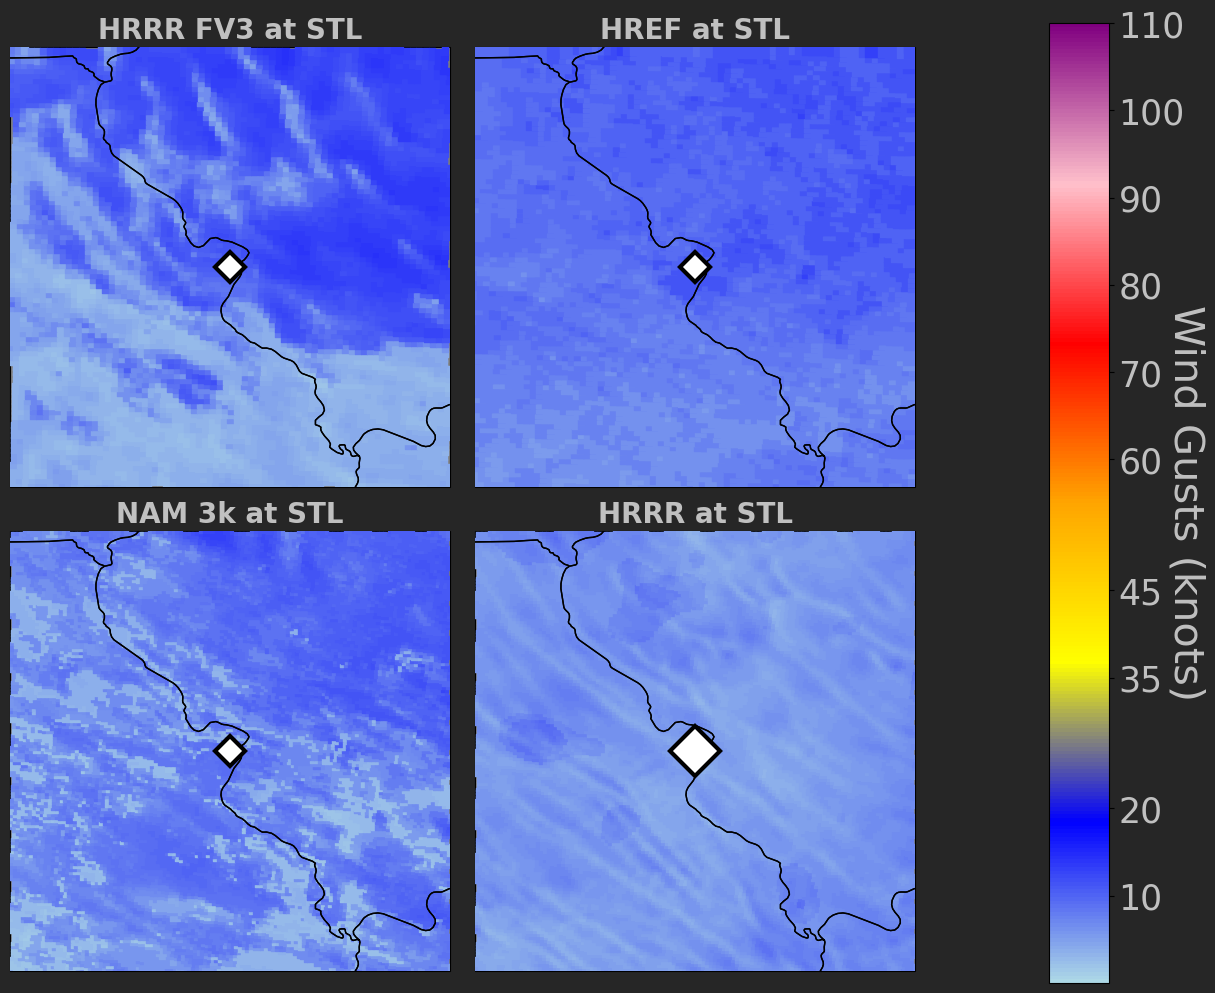 HRRR FV3 at STL
HREF at STL
NAM 3k at STL
HRRR at STL
110
100
90
80
70
60
45
35
20
10
Wind Gusts (knots)